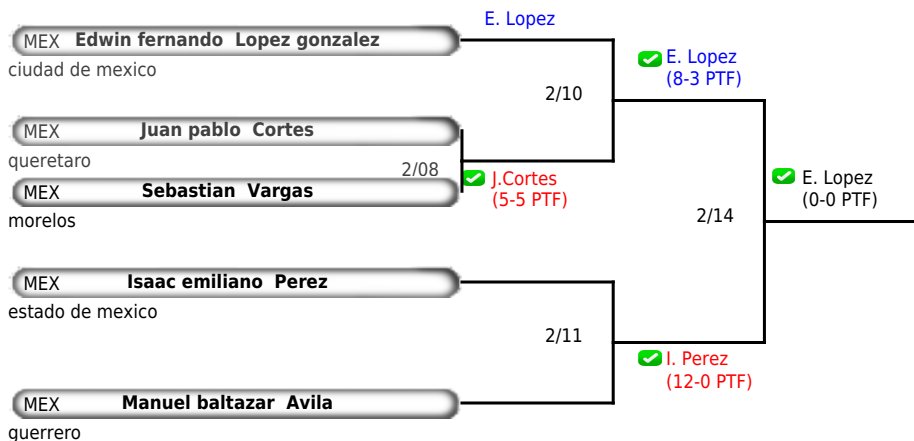 E. Lopez
MEX Edwin fernando Lopez gonzalez
ciudad de mexico
E. Lopez
(8-3 PTF)
2/10
MEX Juan pablo Cortes
queretaro
2/08
J.Cortes
(5-5 PTF)
MEX Sebastian Vargas
morelos
E. Lopez
(0-0 PTF)
2/14
MEX Isaac emiliano Perez
estado de mexico
2/11
I. Perez
(12-0 PTF)
MEX Manuel baltazar Avila
guerrero